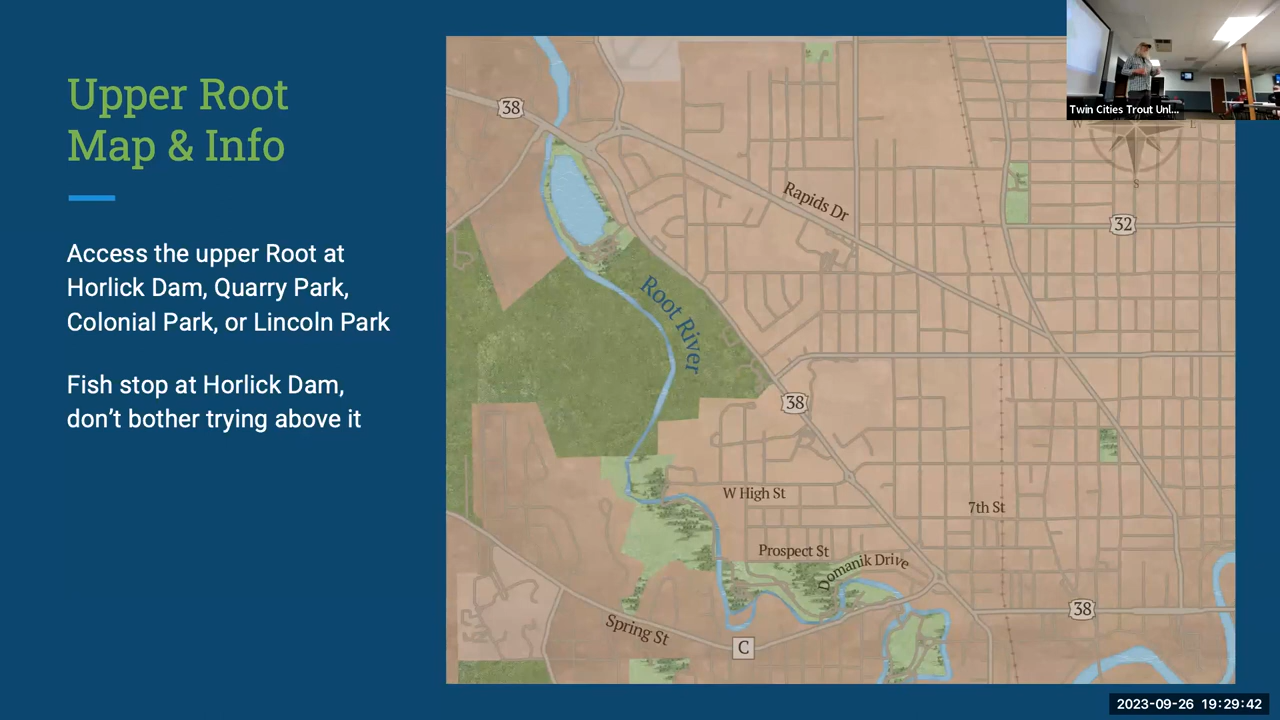 Upper Root
Map & Info
Access the upper Root at
Horlick Dam, Quarry Park,
Colonial Park, or Lincoln Park
Fish stop at Horlick Dam,
don’t bother trying above it
38
Rapids Dr
32
Root River
38
W High St
7th St
Prospect St
Domanik Drive
Spring St
C
38
W
E
S
Twin Cities Trout Unl...
2023-09-26 19:29:42